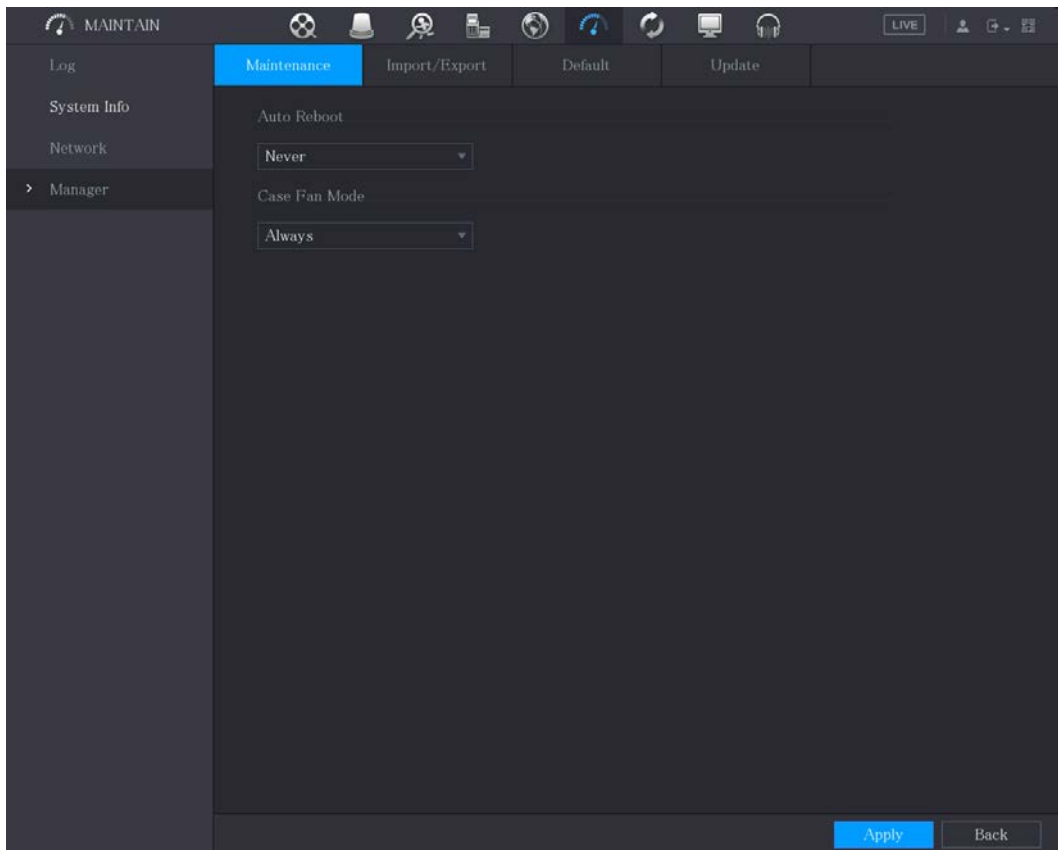 MAINTAIN
LIVE
Log
System Info
Network
Manager
Maintenance Import/Export Default Update
Auto Reboot
Never
Case Fan Mode
Always
Apply Back